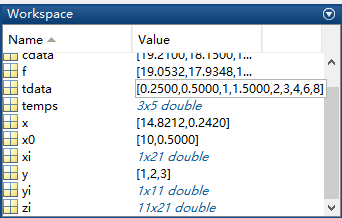 Workspace
Name Value
cdata [19.2100,18.1500,1...
f [19.0532,17.9348,1...
tdata [0.2500,0.5000,1,1.5000,2,3,4,6,8]
temps 3x5 double
x [14.8212,0.2420]
x0 [10,0.5000]
xi 1x21 double
y [1,2,3]
yi 1x11 double
zi 11x21 double